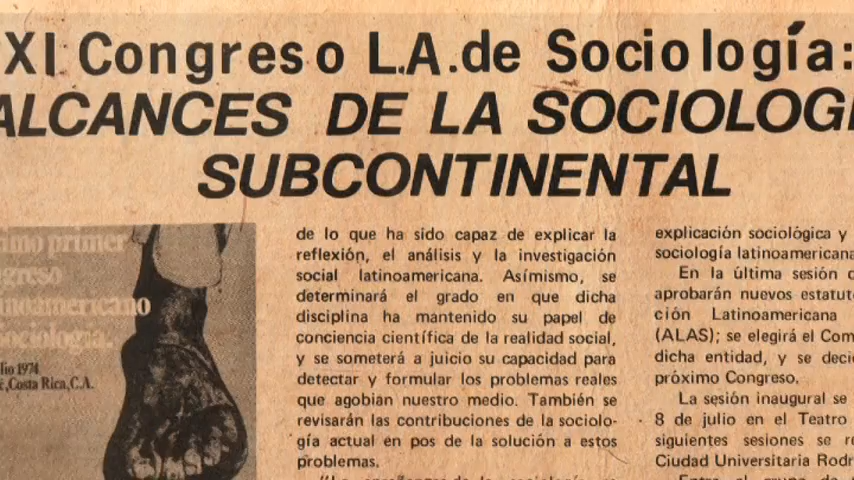 XI Congreso L.A. de Sociología:
ALCANCES DE LA SOCIOLOGI
SUBCONTINENTAL
imo primer
ngreso
inoamericano
sociología.
lio 1974
é, Costa Rica, C.A.
de lo que ha sido capaz de explicar la
reflexión, el análisis y la investigación
social latinoamericana. Asímismo, se
determinará el grado en que dicha
disciplina ha mantenido su papel de
conciencia científica de la realidad social,
y se someterá a juicio su capacidad para
detectar y formular los problemas reales
que agobian nuestro medio. También se
revisarán las contribuciones de la sociolo-
gía actual en pos de la solución a estos
problemas.
explicación sociológica y
sociología latinoamericana
En la última sesión
aprobarán nuevos estatut
ción Latinoamericana
(ALAS); se elegirá el Com
dicha entidad, y se deci
próximo Congreso.
La sesión inaugural se
8 de julio en el Teatro
siguientes sesiones se r
Ciudad Universitaria Rodr